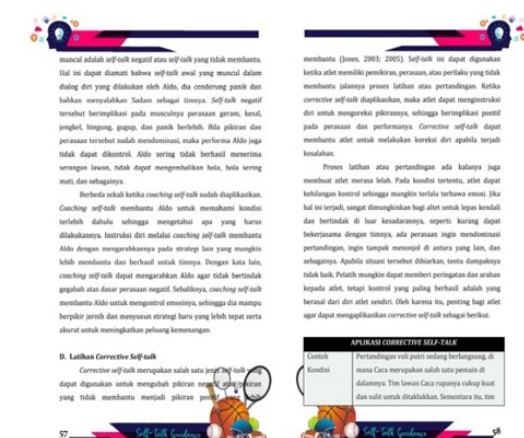 muncul adalah self-talk negatif atau self-talk yang tidak membantu.
Hal ini dapat diamati bahwa self-talk awal yang muncul dalam
dialog diri yang dilakukan oleh Aldo, dia cenderung panik dan
bahkan menyalahkan Sadam sebagai timnya. Self-talk negatif
tersebut berimplikasi pada munculnya perasaan geram, kesal,
jengkel, bingung, gugup, dan panik berlebih. Bila pikiran dan
perasaan tersebut sudah mendominasi, maka performa Aldo juga
tidak dapat dikontrol. Aldo sering tidak berhasil menerima
serangan lawan, tidak dapat mengembalikan bola, bola sering
mati, dan sebagainya.
Berbeda sekali ketika coaching self-talk sudah diaplikasikan.
Coaching self-talk membantu Aldo untuk memahami kondisi
terlebih dahulu sehingga mengetahui apa yang harus
dilakukannya. Instruksi diri melalui coaching self-talk membantu
Aldo dengan mengarahkannya pada strategi lain yang mungkin
lebih membantu dan berhasil untuk timnya. Dengan kata lain,
coaching self-talk dapat mengarahkan Aldo agar tidak bertindak
gegabah atas dasar perasaan negatif. Sebaliknya, coaching self-talk
membantu Aldo untuk mengontrol emosinya, sehingga dia mampu
berpikir jernih dan menyusun strategi baru yang lebih tepat serta
akurat untuk meningkatkan peluang kemenangan.
D. Latihan Corrective Self-talk
Corrective self-talk merupakan salah satu jenis self-talk yang
dapat digunakan untuk mengubah pikiran negatif atau pikiran
yang tidak membantu menjadi pikiran positif yang lebih
57
Self-Talk Guidance
membantu (Jones, 2003; 2005). Self-talk ini dapat digunakan
ketika atlet memiliki pemikiran, perasaan, atau perilaku yang tidak
membantu jalannya proses latihan atau pertandingan. Ketika
corrective self-talk diaplikasikan, maka atlet dapat menginstruksi
diri untuk mengoreksi pikirannya, sehingga berimplikasi positif
pada perasaan dan performanya. Corrective self-talk dapat
membantu atlet untuk melakukan koreksi diri apabila terjadi
kesalahan.
Proses latihan atau pertandingan ada kalanya juga
membuat atlet merasa lelah. Pada kondisi tertentu, atlet dapat
kehilangan kontrol sehingga mungkin terlalu terbawa emosi. Jika
hal ini terjadi, sangat dimungkinkan bagi atlet untuk lepas kendali
dan bertindak di luar kesadarannya, seperti: kurang dapat
bekerjasama dengan timnya, ada perasaan ingin mendominasi
pertandingan, ingin tampak menonjol di antara yang lain, dan
sebagainya. Apabila situasi tersebut dibiarkan, tentu dampaknya
tidak baik. Pelatih mungkin dapat memberi peringatan dan arahan
kepada atlet, tetapi kontrol yang paling berhasil adalah yang
berasal dari diri atlet sendiri. Oleh karena itu, penting bagi atlet
agar dapat mengaplikasikan corrective self-talk sebagai berikut.
APLIKASI CORRECTIVE SELF-TALK
Contoh Pertandingan voli putri sedang berlangsung, di
Kondisi mana Caca merupakan salah satu pemain di
dalamnya. Tim lawan Caca rupanya cukup kuat
dan sulit untuk ditaklukkan. Sementara itu, tim
Self-Talk Guidance
58